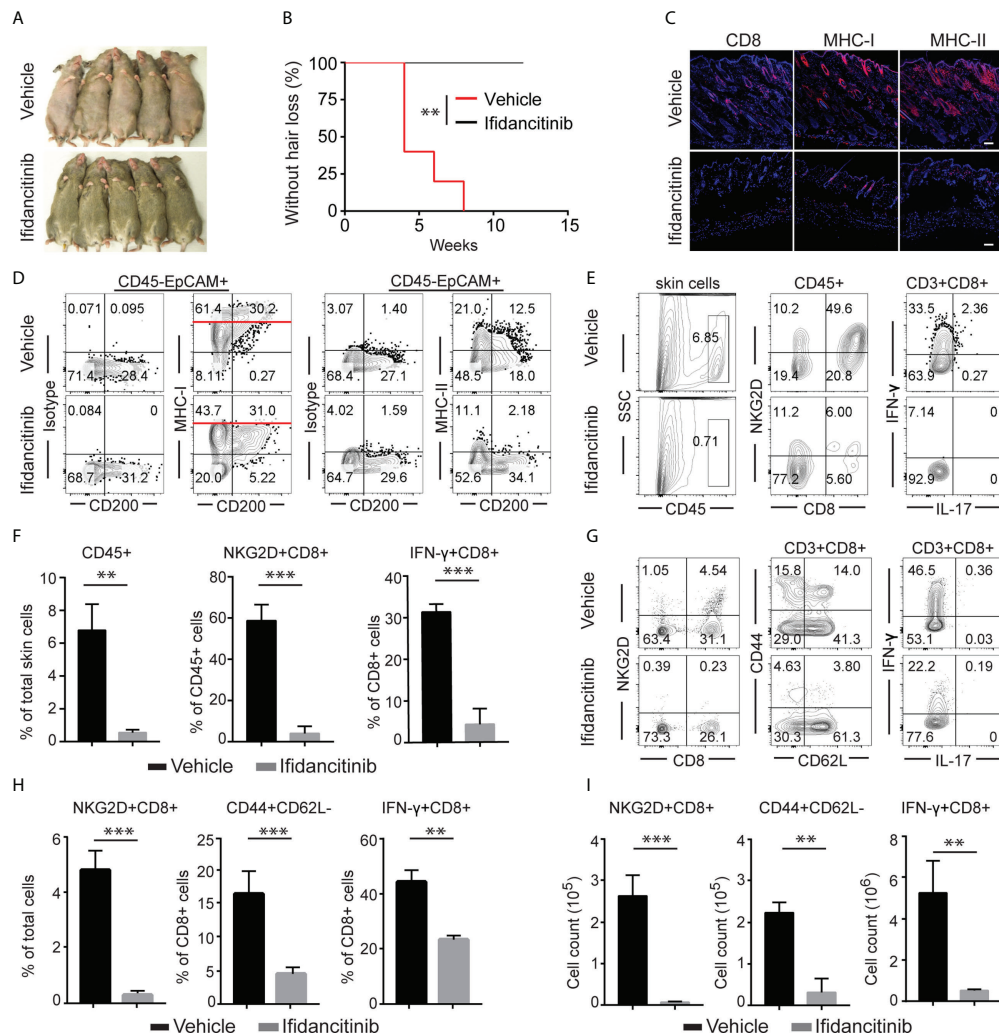 A
Vehicle
Ifidancitinib
B
Without hair loss (%)
100
75
50
25
0
0 5 10 15
Weeks
**
Vehicle
Ifidancitinib
C
CD8 MHC-I MHC-II
Vehicle
Ifidancitinib
D
CD45-EpCAM+ CD45-EpCAM+
Vehicle
Isotype
0.071 0.095
71.4 28.4
MHC-I
61.4 30.2
8.11 0.27
Isotype
3.07 1.40
68.4 27.1
MHC-II
21.0 12.5
48.5 18.0
Ifidancitinib
0.084 0
68.7 31.2
43.7 31.0
20.0 5.22
4.02 1.59
64.7 29.6
11.1 2.18
52.6 34.1
CD200 CD200 CD200 CD200
E
skin cells CD45+ CD3+CD8+
Vehicle
SSC
6.85
NKG2D
10.2 49.6
19.4 20.8
IFN-γ
33.5 2.36
63.9 0.27
Ifidancitinib
0.71
11.2 6.00
77.2 5.60
7.14 0
92.9 0
CD45 CD8 IL-17
F
CD45+
**
% of total skin cells
10
8
6
4
2
0
NKG2D+CD8+
***
% of CD45+ cells
80
60
40
20
0
IFN-γ+CD8+
***
% of CD8+ cells
40
30
20
10
0
Vehicle Ifidancitinib
G
CD3+CD8+ CD3+CD8+
Vehicle
NKG2D
1.05 4.54
63.4 31.1
CD44
15.8 14.0
29.0 41.3
IFN-γ
46.5 0.36
53.1 0.03
Ifidancitinib
0.39 0.23
73.3 26.1
4.63 3.80
30.3 61.3
22.2 0.19
77.6 0
CD8 CD62L IL-17
H
NKG2D+CD8+
***
% of total cells
6
4
2
0
CD44+CD62L-
***
% of CD8+ cells
25
20
15
10
5
0
IFN-γ+CD8+
**
% of CD8+ cells
60
40
20
0
Vehicle Ifidancitinib
I
NKG2D+CD8+
***
Cell count (10⁵)
4
3
2
1
0
CD44+CD62L-
**
Cell count (10⁵)
4
3
2
1
0
IFN-γ+CD8+
**
Cell count (10⁶)
8
6
4
2
0
Vehicle Ifidancitinib